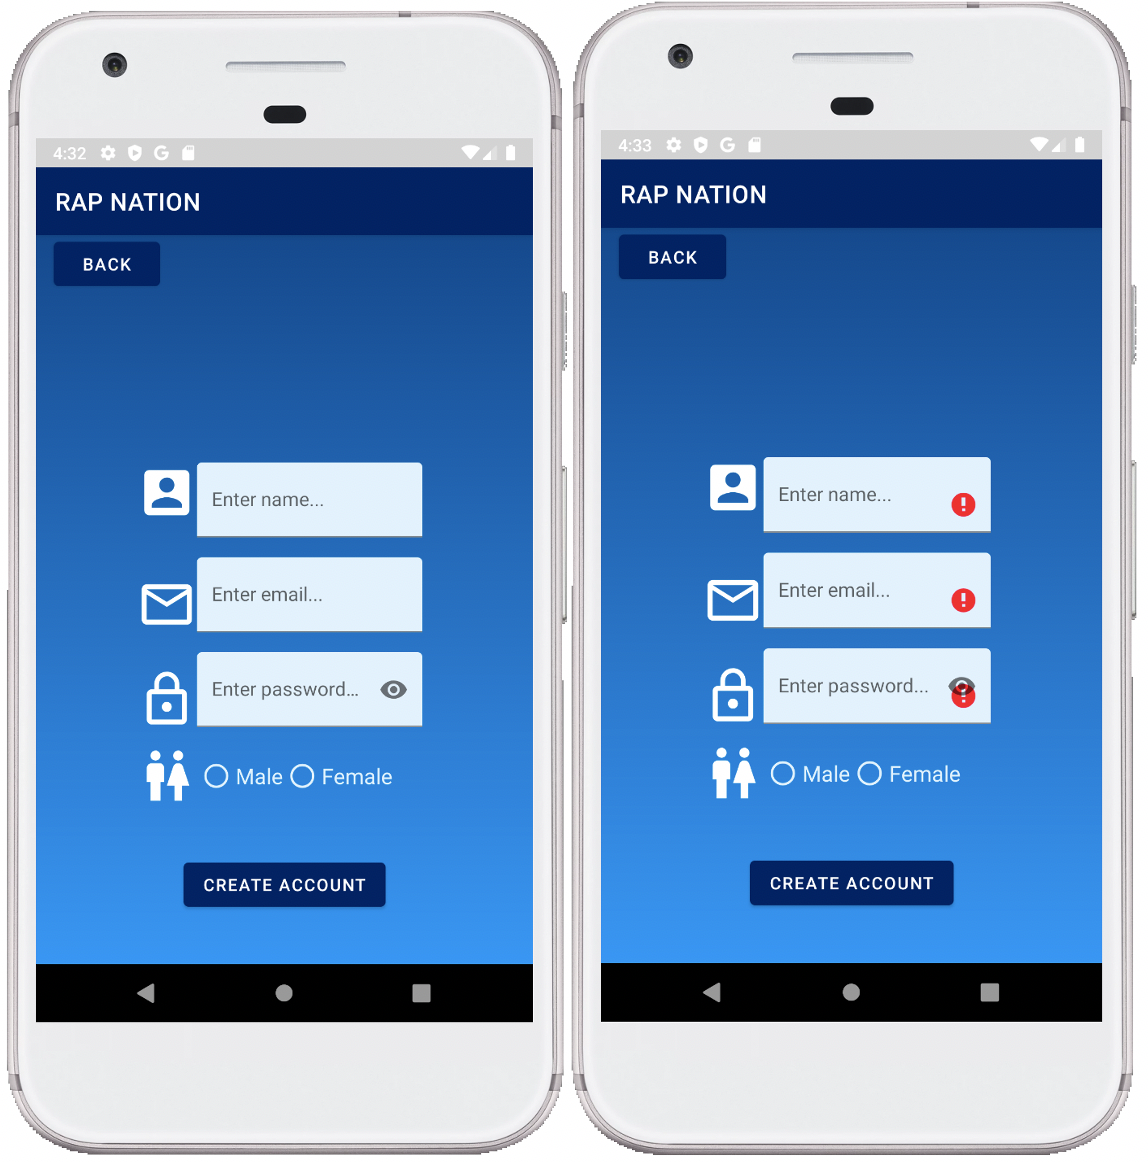 4:32
RAP NATION
BACK
Enter name...
Enter email...
Enter password...
Male Female
CREATE ACCOUNT
4:33
RAP NATION
BACK
Enter name...
Enter email...
Enter password...
Male Female
CREATE ACCOUNT